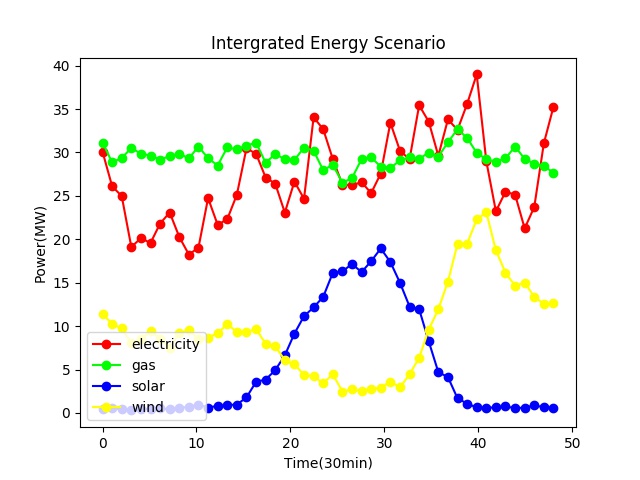 Intergrated Energy Scenario
Power(MW)
40
35
30
25
20
15
10
5
0
electricity
gas
solar
wind
0 10 20 30 40 50
Time(30min)